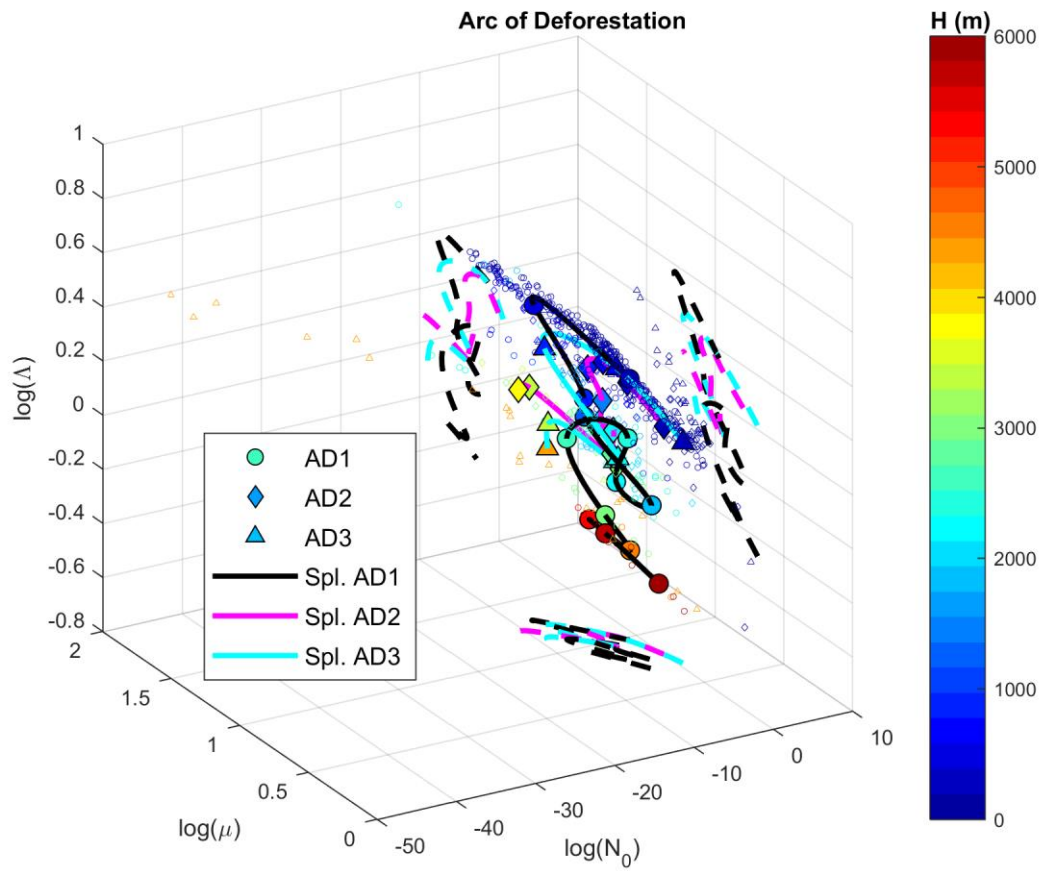 Arc of Deforestation
H (m)
6000
5000
4000
3000
2000
1000
0
log(Λ)
1
0.8
0.6
0.4
0.2
0
-0.2
-0.4
-0.6
-0.8
AD1
AD2
AD3
Spl. AD1
Spl. AD2
Spl. AD3
2
1.5
1
0.5
0
log(μ)
-50
-40
-30
-20
-10
0
10
log(N₀)